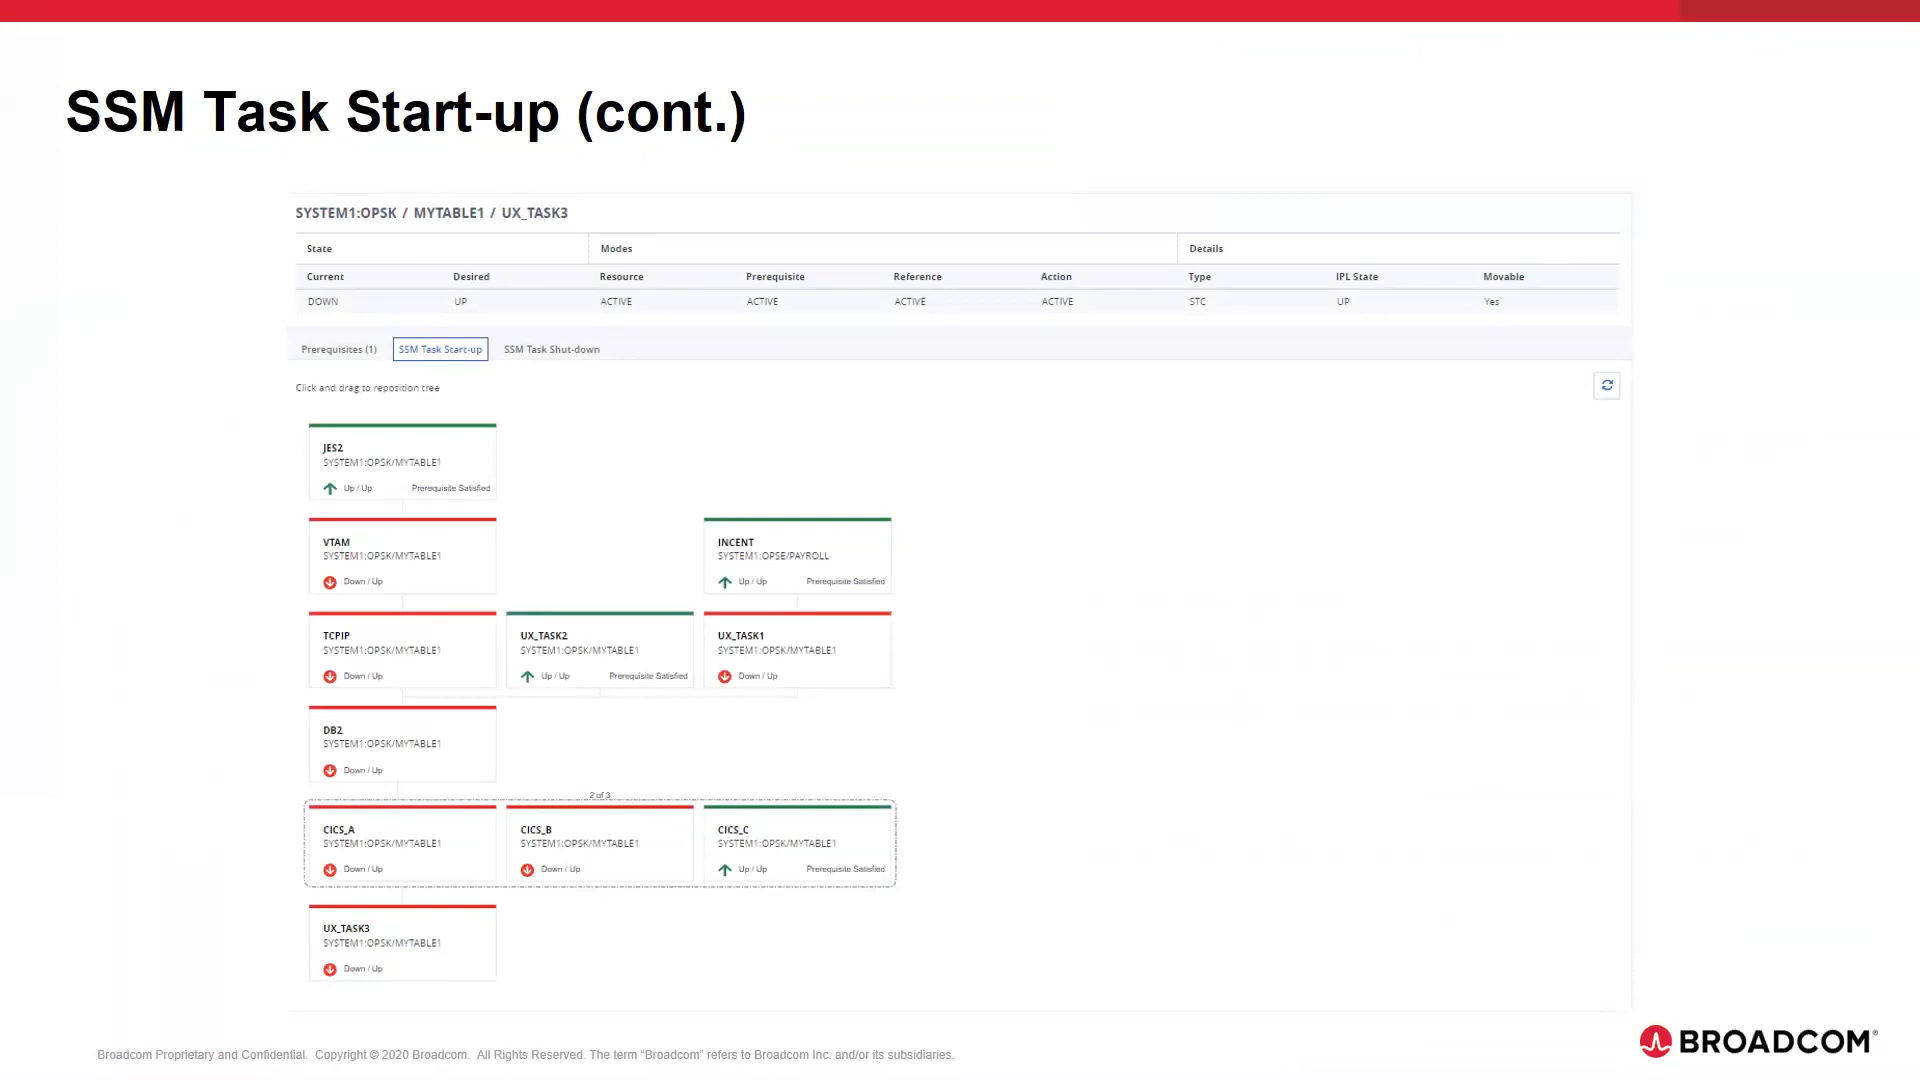 SSM Task Start-up (cont.)
SYSTEM1:OPSK / MYTABLE1 / UX_TASK3
State Modes Details
Current Desired Resource Prerequisite Reference Action Type IPL State Movable
DOWN UP ACTIVE ACTIVE ACTIVE ACTIVE STC UP Yes
Prerequisites (1) SSM Task Start-up SSM Task Shut-down
Click and drag to reposition tree
JES2
SYSTEM1:OPSK/MYTABLE1
Up / Up Prerequisite Satisfied
VTAM
SYSTEM1:OPSK/MYTABLE1
Down / Up
INCENT
SYSTEM1:OPSE/PAYROLL
Up / Up Prerequisite Satisfied
TCPIP
SYSTEM1:OPSK/MYTABLE1
Down / Up
UX_TASK2
SYSTEM1:OPSK/MYTABLE1
Up / Up Prerequisite Satisfied
UX_TASK1
SYSTEM1:OPSK/MYTABLE1
Down / Up
DB2
SYSTEM1:OPSK/MYTABLE1
Down / Up
2 of 3
CICS_A
SYSTEM1:OPSK/MYTABLE1
Down / Up
CICS_B
SYSTEM1:OPSK/MYTABLE1
Down / Up
CICS_C
SYSTEM1:OPSK/MYTABLE1
Up / Up Prerequisite Satisfied
UX_TASK3
SYSTEM1:OPSK/MYTABLE1
Down / Up
Broadcom Proprietary and Confidential. Copyright © 2020 Broadcom. All Rights Reserved. The term “Broadcom” refers to Broadcom Inc. and/or its subsidiaries.
BROADCOM®